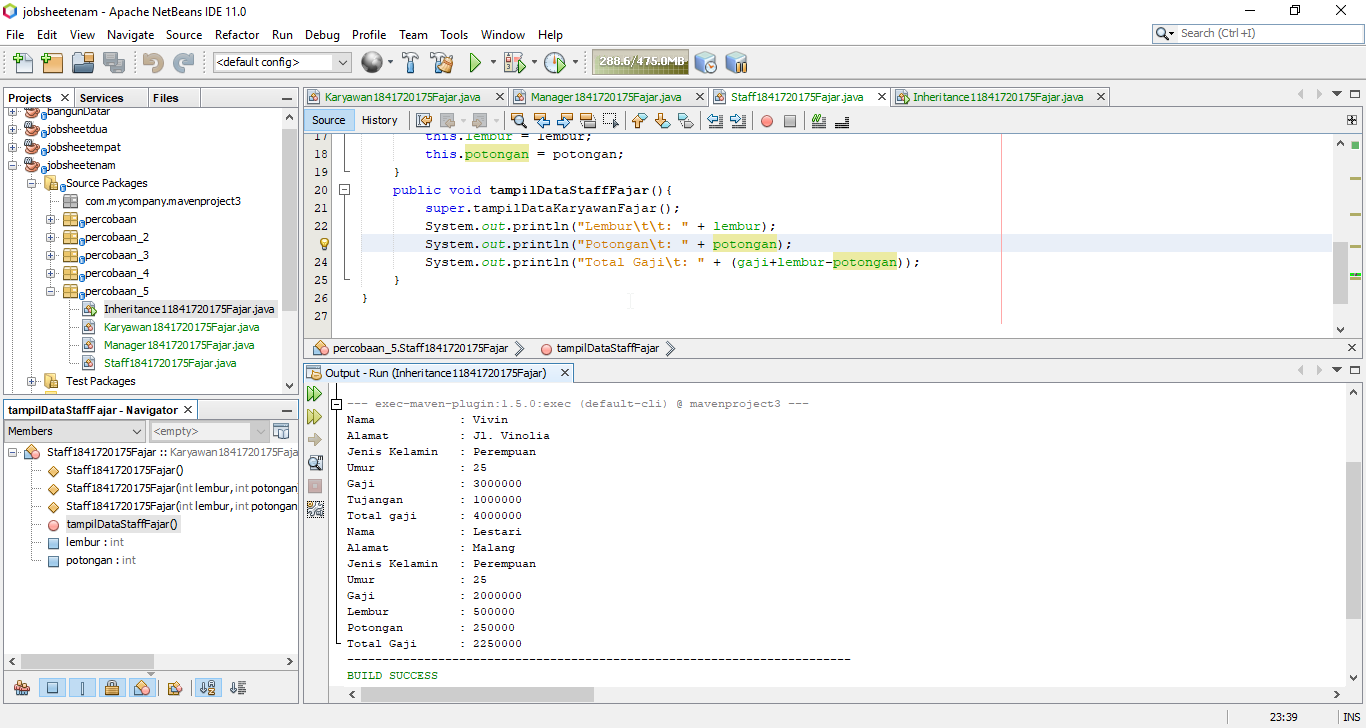 jobsheetenam - Apache NetBeans IDE 11.0
File Edit View Navigate Source Refactor Run Debug Profile Team Tools Window Help
Search (Ctrl+I)
<default config>
288.6/475.0MB
Projects Services Files
bangunDatar
jobsheetdua
jobsheetempat
jobsheetenam
Source Packages
com.mycompany.mavenproject3
percobaan
percobaan_2
percobaan_3
percobaan_4
percobaan_5
Inheritance11841720175Fajar.java
Karyawan1841720175Fajar.java
Manager1841720175Fajar.java
Staff1841720175Fajar.java
Test Packages
tampilDataStaffFajar - Navigator
Members <empty>
Staff1841720175Fajar :: Karyawan1841720175Faja
Staff1841720175Fajar()
Staff1841720175Fajar(int lembur, int potongan
Staff1841720175Fajar(int lembur, int potongan
tampilDataStaffFajar()
lembur : int
potongan : int
Karyawan1841720175Fajar.java Manager1841720175Fajar.java Staff1841720175Fajar.java Inheritance11841720175Fajar.java
Source History
17 this.lembur = lembur;
18 this.potongan = potongan;
19 }
20 public void tampilDataStaffFajar(){
21 super.tampilDataKaryawanFajar();
22 System.out.println("Lembur\t\t: " + lembur);
System.out.println("Potongan\t: " + potongan);
24 System.out.println("Total Gaji\t: " + (gaji+lembur-potongan));
25 }
26 }
27
percobaan_5.Staff1841720175Fajar tampilDataStaffFajar
Output - Run (Inheritance11841720175Fajar)
--- exec-maven-plugin:1.5.0:exec (default-cli) @ mavenproject3 ---
Nama : Vivin
Alamat : Jl. Vinolia
Jenis Kelamin : Perempuan
Umur : 25
Gaji : 3000000
Tujangan : 1000000
Total gaji : 4000000
Nama : Lestari
Alamat : Malang
Jenis Kelamin : Perempuan
Umur : 25
Gaji : 2000000
Lembur : 500000
Potongan : 250000
Total Gaji : 2250000
------------------------------------------------------------------------
BUILD SUCCESS
23:39 INS